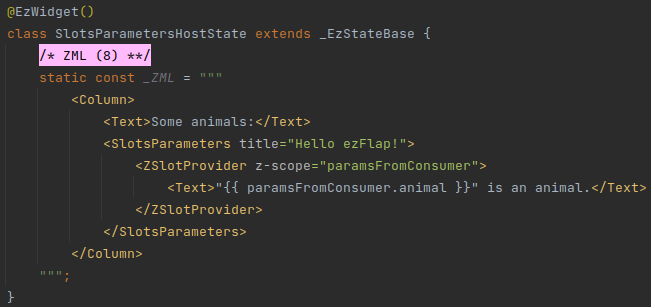 @EzWidget()
class SlotsParametersHostState extends _EzStateBase {
    /* ZML (8) **/
    static const _ZML = """
        <Column>
            <Text>Some animals:</Text>
            <SlotsParameters title="Hello ezFlap!">
                <ZSlotProvider z-scope="paramsFromConsumer">
                    <Text>"{{ paramsFromConsumer.animal }}" is an animal.</Text>
                </ZSlotProvider>
            </SlotsParameters>
        </Column>
    """;
}